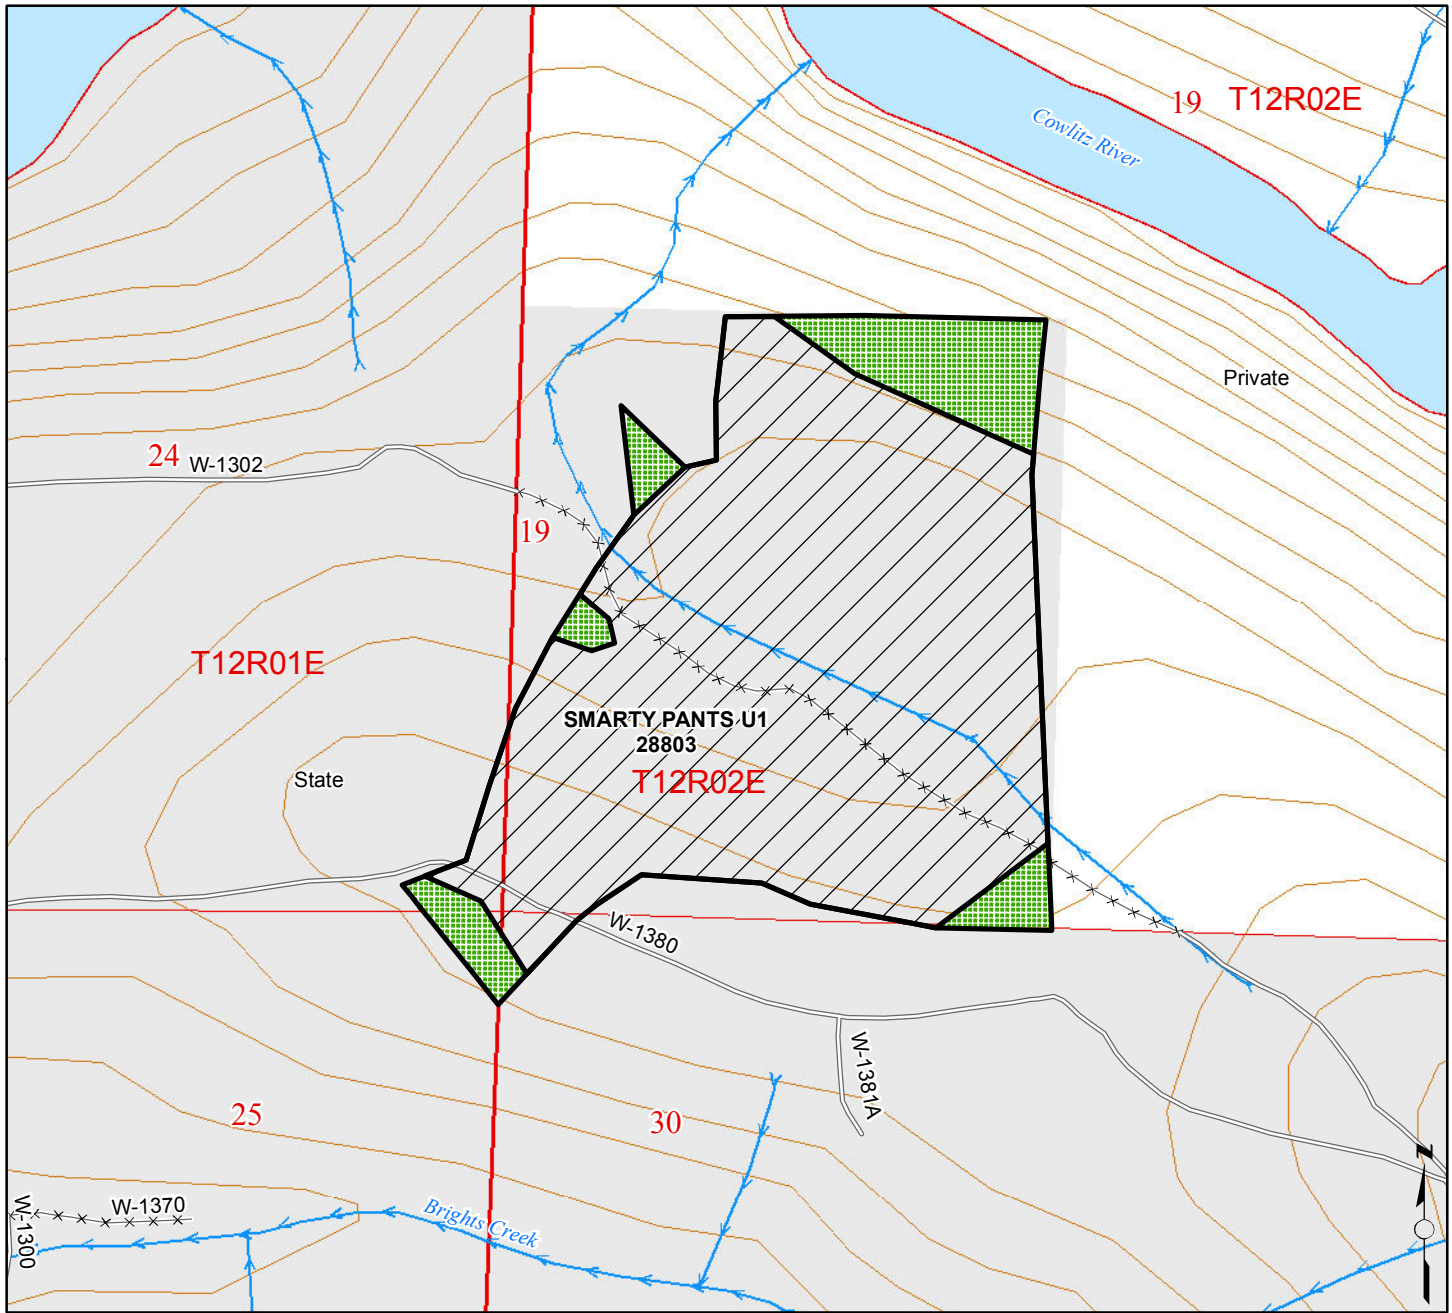 19 T12R02E
Cowlitz River
Private
24 W-1302
19
T12R01E
SMARTY PANTS U1
28803
T12R02E
State
W-1380
W-1381A
25
30
W-1370
W-1300
Brights Creek
N